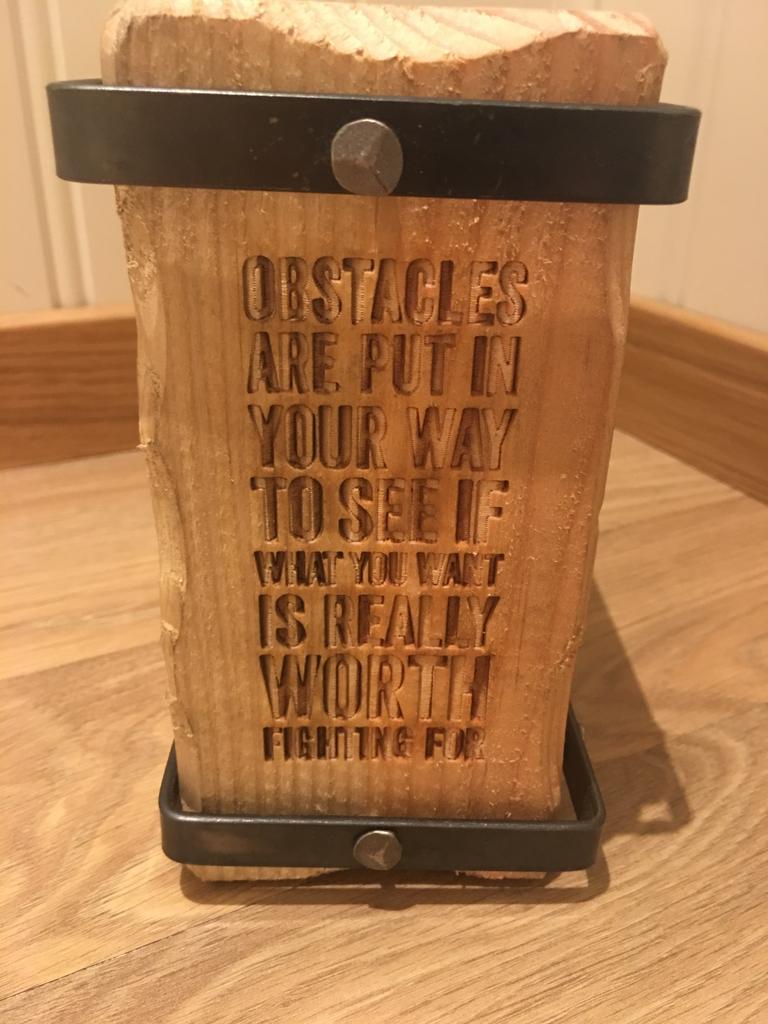 OBSTACLES
ARE PUT IN
YOUR WAY
TO SEE IF
WHAT YOU WANT
IS REALLY
WORTH
FIGHTING FOR